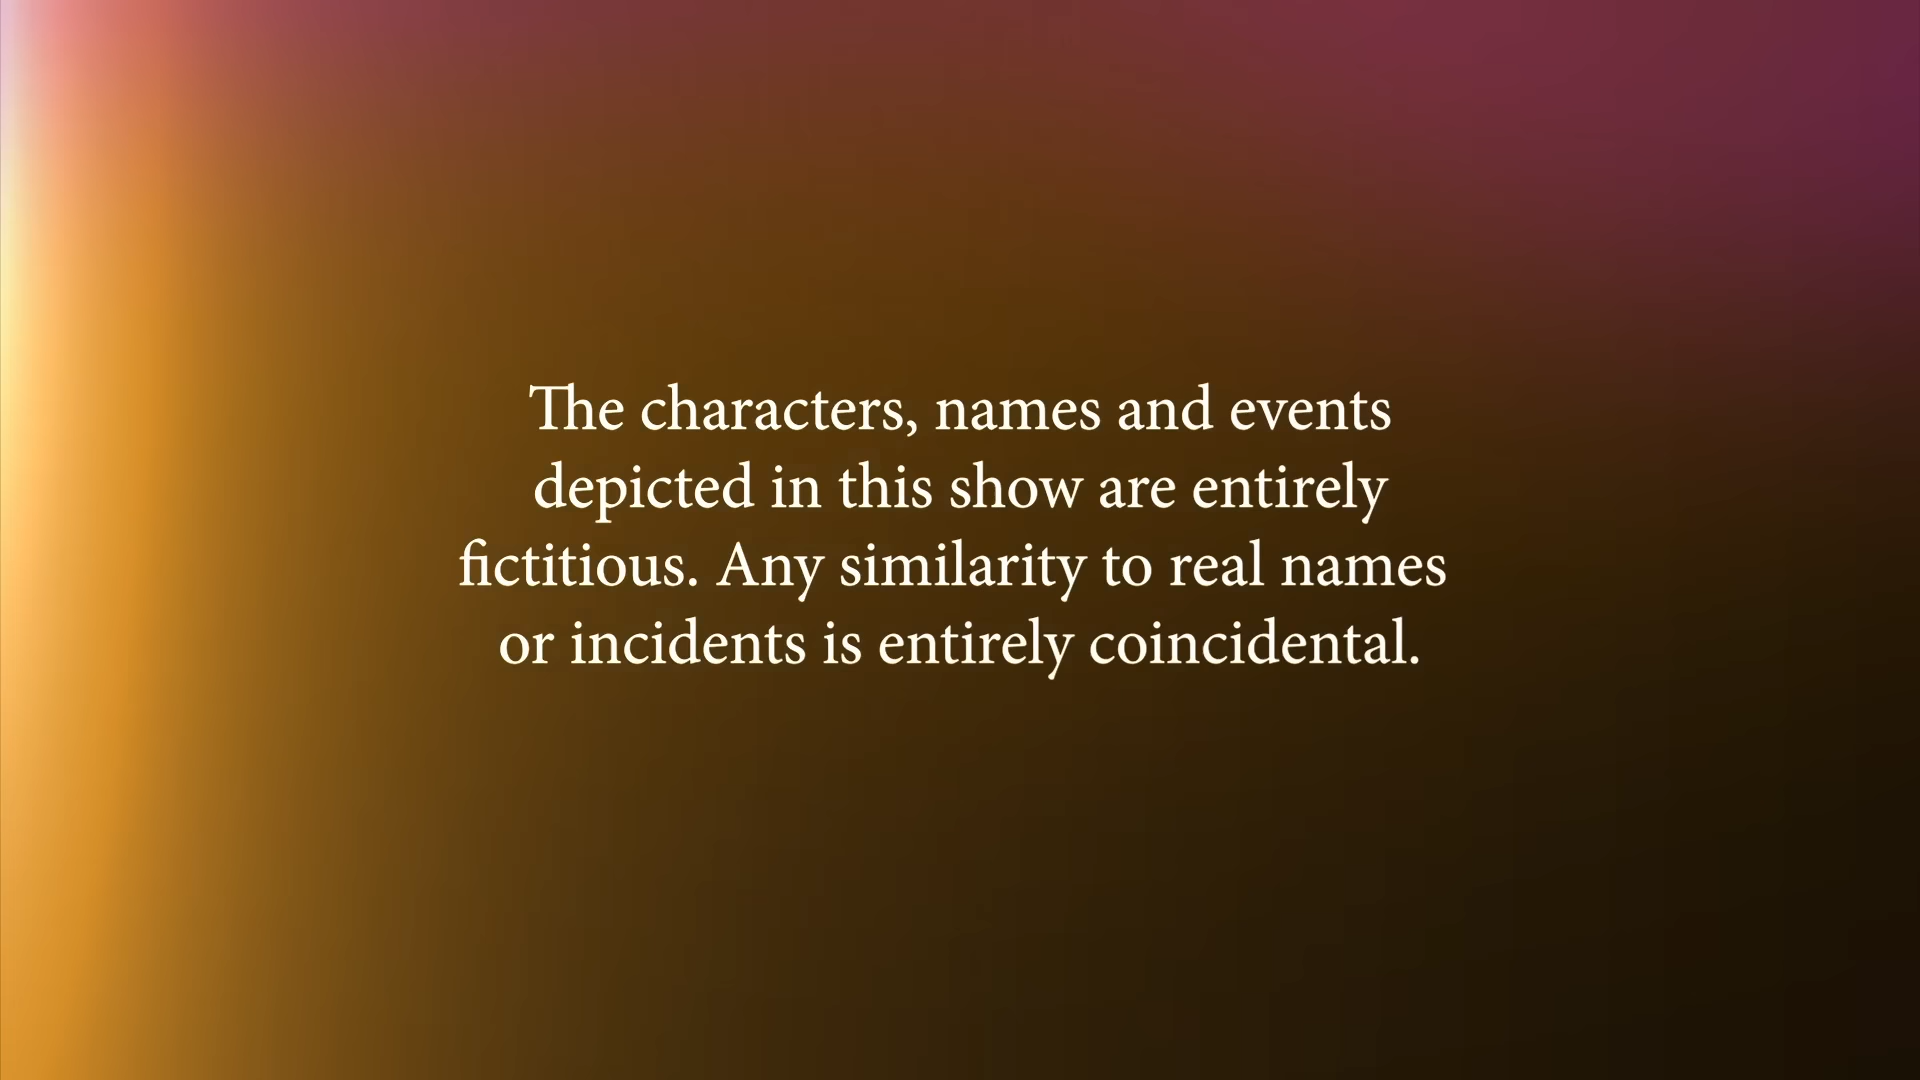 The characters, names and events
depicted in this show are entirely
fictitious. Any similarity to real names
or incidents is entirely coincidental.